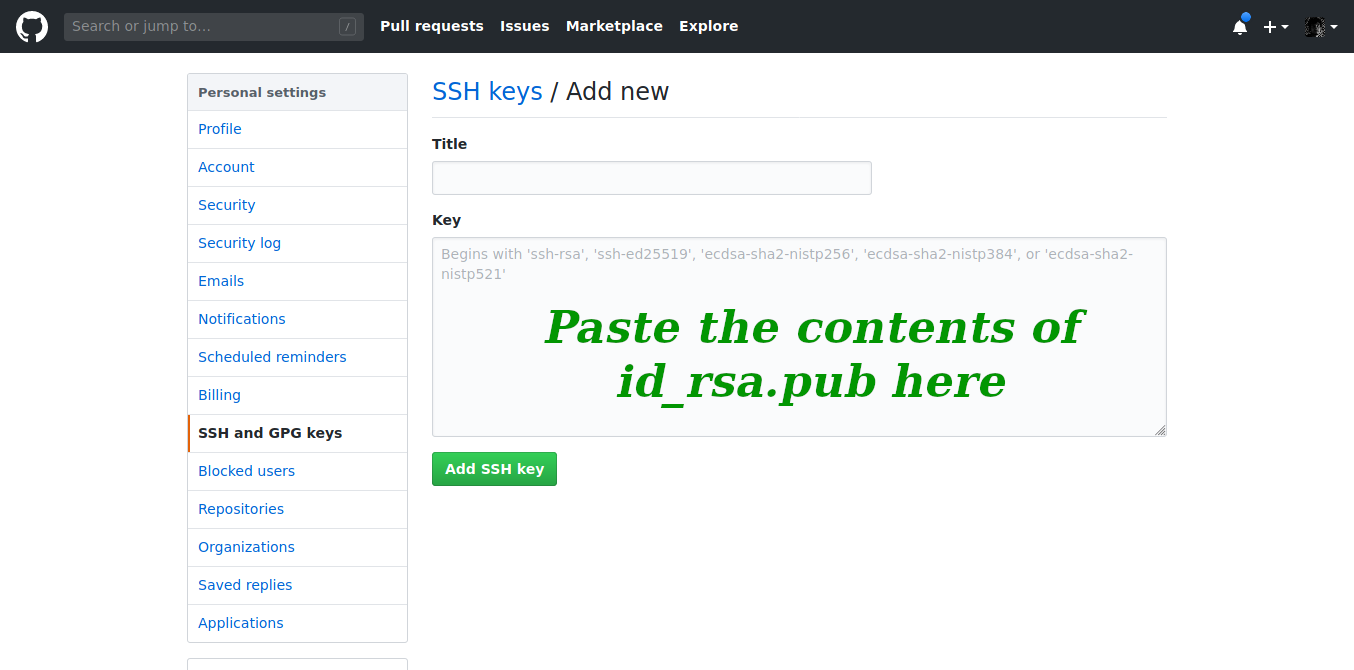 Search or jump to...
/
Pull requests
Issues
Marketplace
Explore
Personal settings
Profile
Account
Security
Security log
Emails
Notifications
Scheduled reminders
Billing
SSH and GPG keys
Blocked users
Repositories
Organizations
Saved replies
Applications
SSH keys / Add new
Title
Key
Begins with 'ssh-rsa', 'ssh-ed25519', 'ecdsa-sha2-nistp256', 'ecdsa-sha2-nistp384', or 'ecdsa-sha2-
nistp521'
Paste the contents of
id_rsa.pub here
Add SSH key